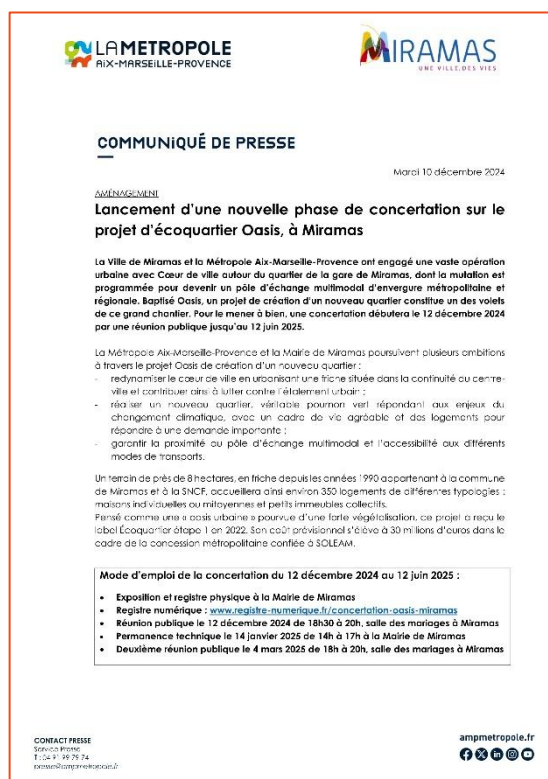 LA METROPOLE
AIX-MARSEILLE-PROVENCE
MIRAMAS
UNE VILLE, DES VIES
COMMUNIQUÉ DE PRESSE
Mardi 10 décembre 2024
AMÉNAGEMENT
Lancement d'une nouvelle phase de concertation sur le
projet d'écoquartier Oasis, à Miramas
La Ville de Miramas et la Métropole Aix-Marseille-Provence ont engagé une vaste opération
urbaine avec Cœur de ville autour du quartier de la gare de Miramas, dont la mutation est
programmée pour devenir un pôle d'échange multimodal d'envergure métropolitaine et
régionale. Baptisé Oasis, un projet de création d'un nouveau quartier constitue un des volets
de ce grand chantier. Pour le mener à bien, une concertation débutera le 12 décembre 2024
par une réunion publique jusqu'au 12 juin 2025.
La Métropole Aix-Marseille-Provence et la Mairie de Miramas poursuivent plusieurs ambitions
à travers le projet Oasis de création d'un nouveau quartier :
- redynamiser le cœur de ville en urbanisant une friche située dans la continuité du centre-
ville et contribuer ainsi à lutter contre l'étalement urbain ;
- réaliser un nouveau quartier, véritable poumon vert répondant aux enjeux du
changement climatique, avec un cadre de vie agréable et des logements pour
répondre à une demande importante ;
- garantir la proximité au pôle d'échange multimodal et l'accessibilité aux différents
modes de transports.
Un terrain de près de 8 hectares, en friche depuis les années 1990 appartenant à la commune
de Miramas et à la SNCF, accueillera ainsi environ 350 logements de différentes typologies :
maisons individuelles ou mitoyennes et petits immeubles collectifs.
Pensé comme une « oasis urbaine » pourvue d'une forte végétalisation, ce projet a reçu le
label Écoquartier étape 1 en 2022. Son coût prévisionnel s'élève à 30 millions d'euros dans le
cadre de la concession métropolitaine confiée à SOLEAM.
Mode d'emploi de la concertation du 12 décembre 2024 au 12 juin 2025 :
• Exposition et registre physique à la Mairie de Miramas
• Registre numérique : www.registre-numerique.fr/concertation-oasis-miramas
• Réunion publique le 12 décembre 2024 de 18h30 à 20h, salle des mariages à Miramas
• Permanence technique le 14 janvier 2025 de 14h à 17h à la Mairie de Miramas
• Deuxième réunion publique le 4 mars 2025 de 18h à 20h, salle des mariages à Miramas
CONTACT PRESSE
Service Presse
T : 04 91 99 79 74
presse@ampmetropole.fr
ampmetropole.fr